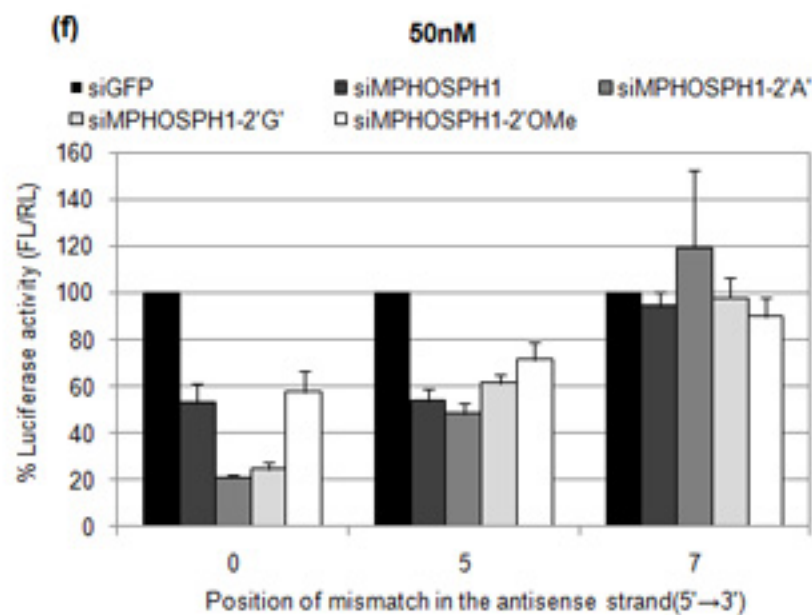 (f)
50nM
siGFP siMPHOSPH1 siMPHOSPH1-2'A'
siMPHOSPH1-2'G' siMPHOSPH1-2'OMe
% Luciferase activity (FL/RL)
160
140
120
100
80
60
40
20
0
0 5 7
Position of mismatch in the antisense strand(5'→3')